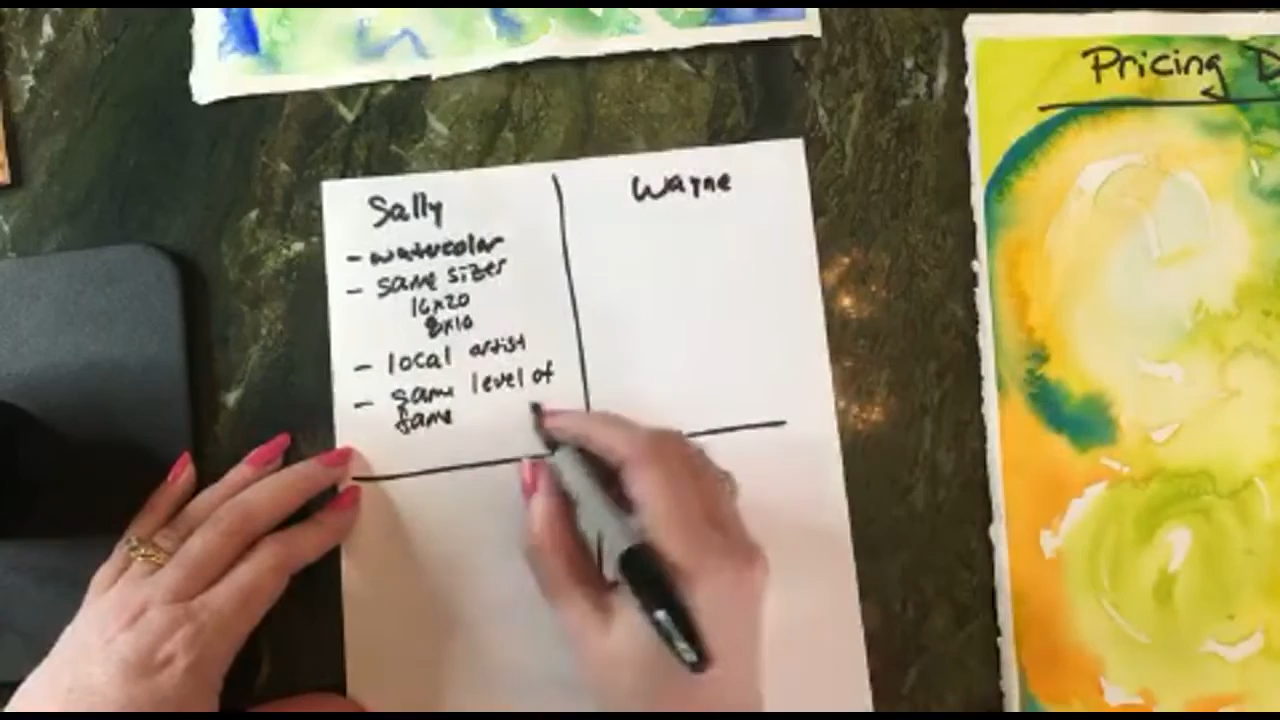 Pricing D
Sally
- watercolor
- same sizes
16x20
8x10
- local artist
- same level of
fame
Wayne